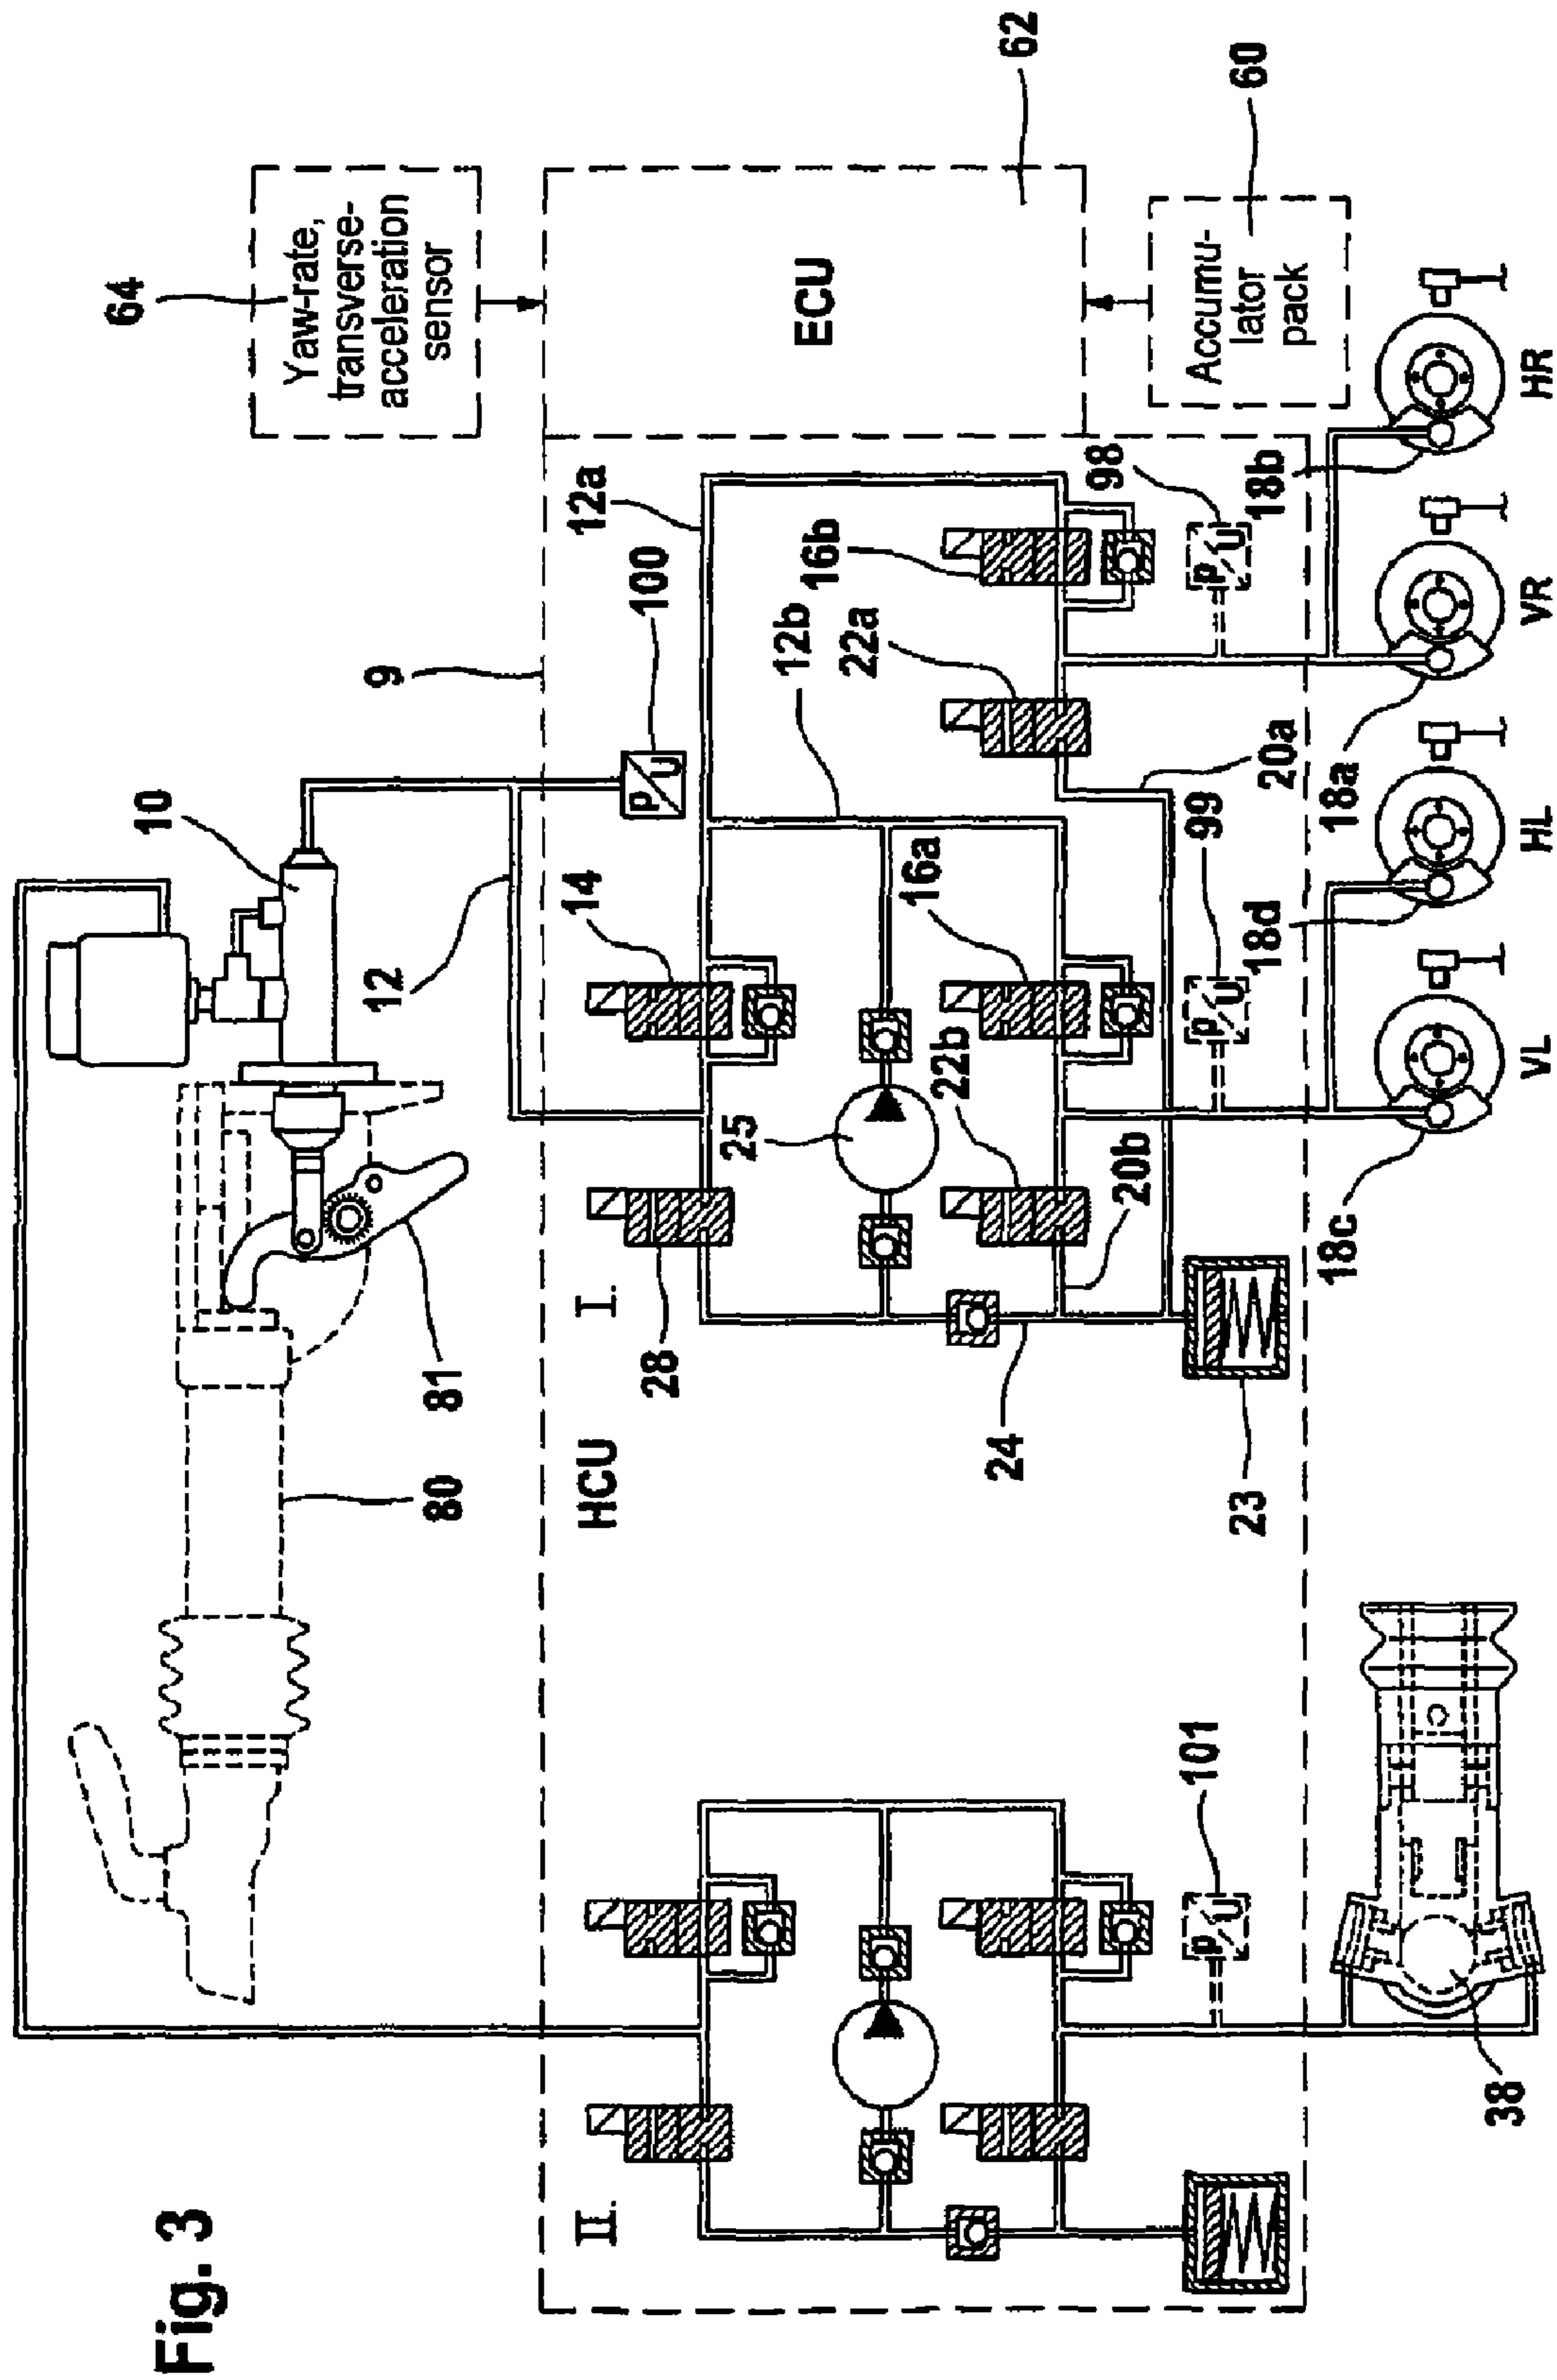 Fig. 3
64
Yaw-rate,
transverse-
acceleration
sensor
62
ECU
60
Accumu-
lator
pack
10
12
9
100
P
U
12a
12b
14
16a
16b
22a
22b
25
28
I.
II.
HCU
80
81
20a
20b
24
23
98
P
U
99
P
U
101
P
U
18a
18b
18c
18d
38
VL
HL
VR
HR